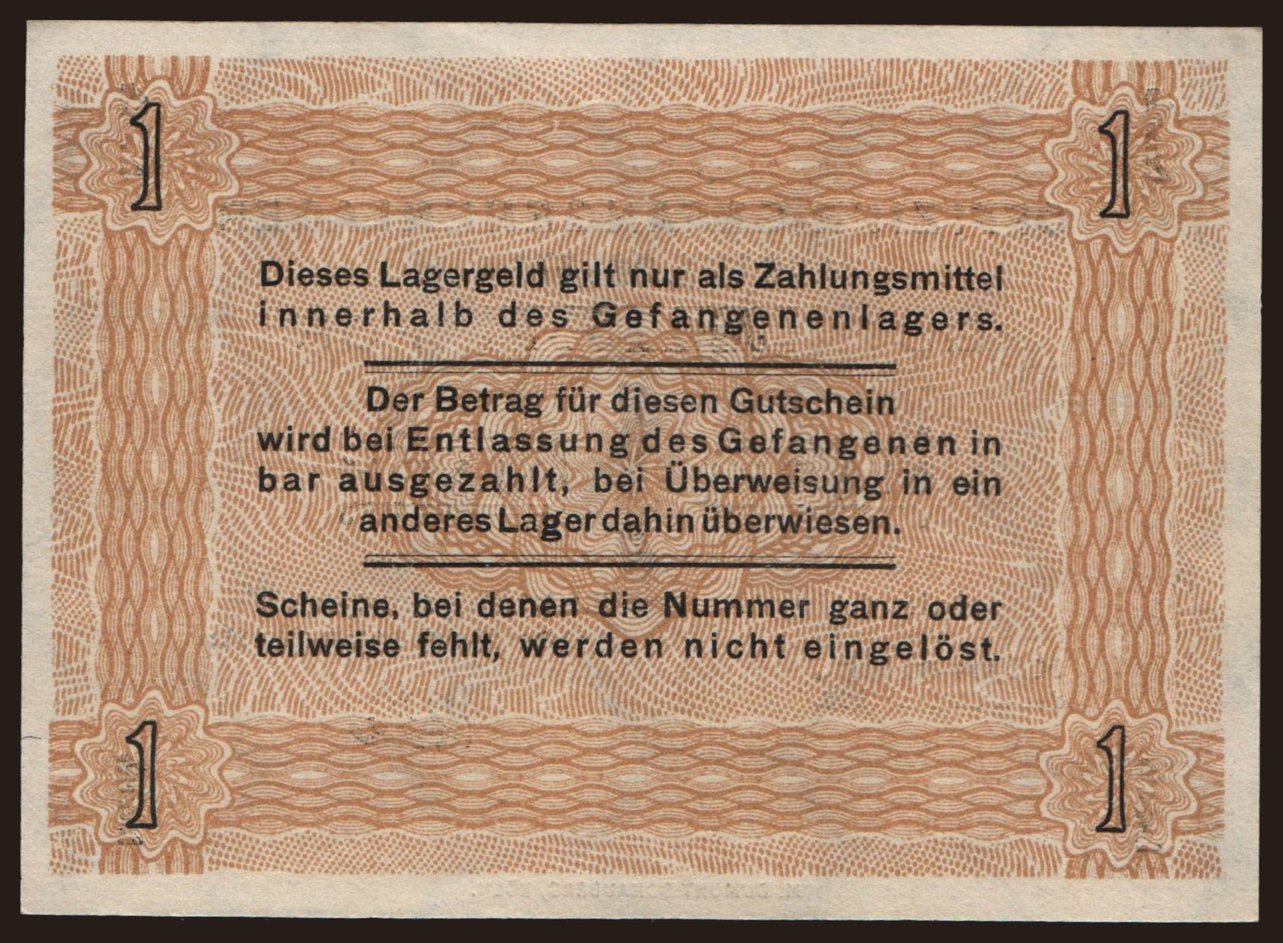 1 1
Dieses Lagergeld gilt nur als Zahlungsmittel
innerhalb des Gefangenenlagers.
Der Betrag für diesen Gutschein
wird bei Entlassung des Gefangenen in
bar ausgezahlt, bei Überweisung in ein
anderes Lager dahin überwiesen.
Scheine, bei denen die Nummer ganz oder
teilweise fehlt, werden nicht eingelöst.
1 1